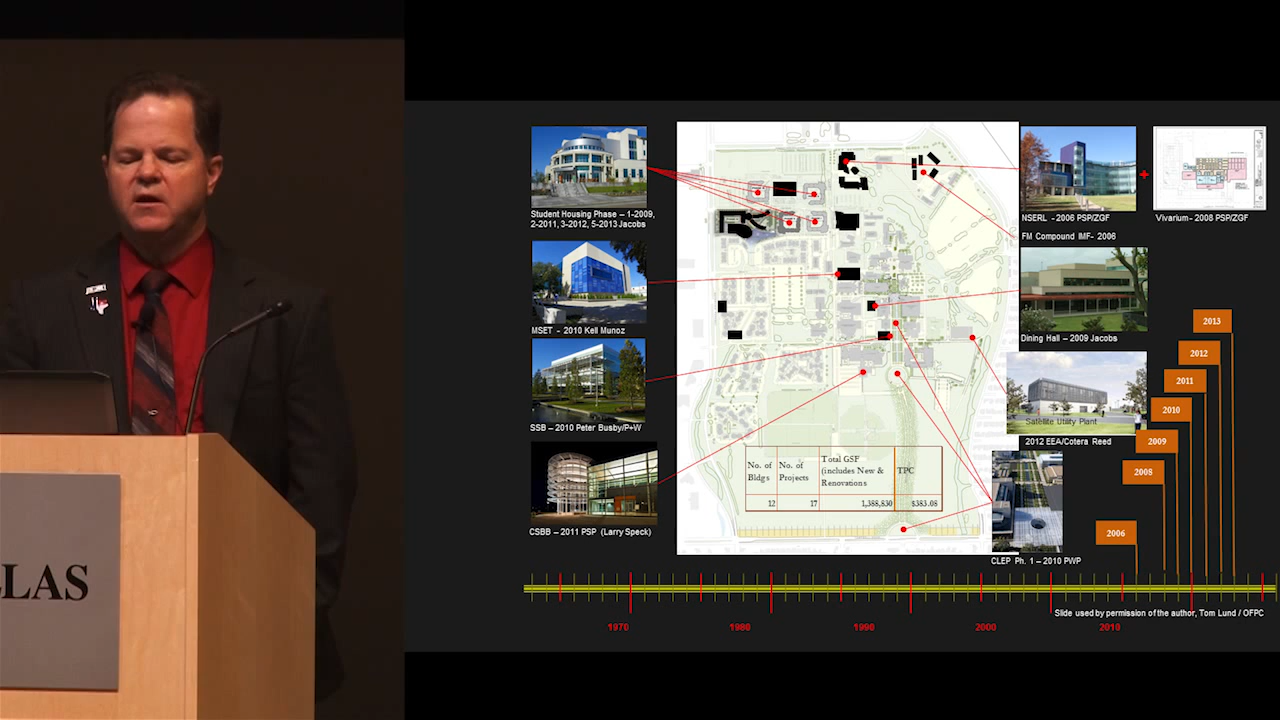 LLAS
Student Housing Phase – 1-2009,
2-2011, 3-2012, 5-2013 Jacobs
MSET - 2010 Kell Munoz
SSB – 2010 Peter Busby/P+W
CSBB – 2011 PSP (Larry Speck)
No. of Bldgs
No. of Projects
Total GSF (includes New & Renovations
TPC
12
17
1,388,830
$383.08
NSERL - 2006 PSP/ZGF
Vivarium- 2008 PSP/ZGF
FM Compound IMF- 2006
Dining Hall – 2009 Jacobs
Satellite Utility Plant
2012 EEA/Cotera Reed
CLEP Ph. 1 – 2010 PWP
2013
2012
2011
2010
2009
2008
2006
Slide used by permission of the author, Tom Lund / OFPC
1970
1980
1990
2000
2010